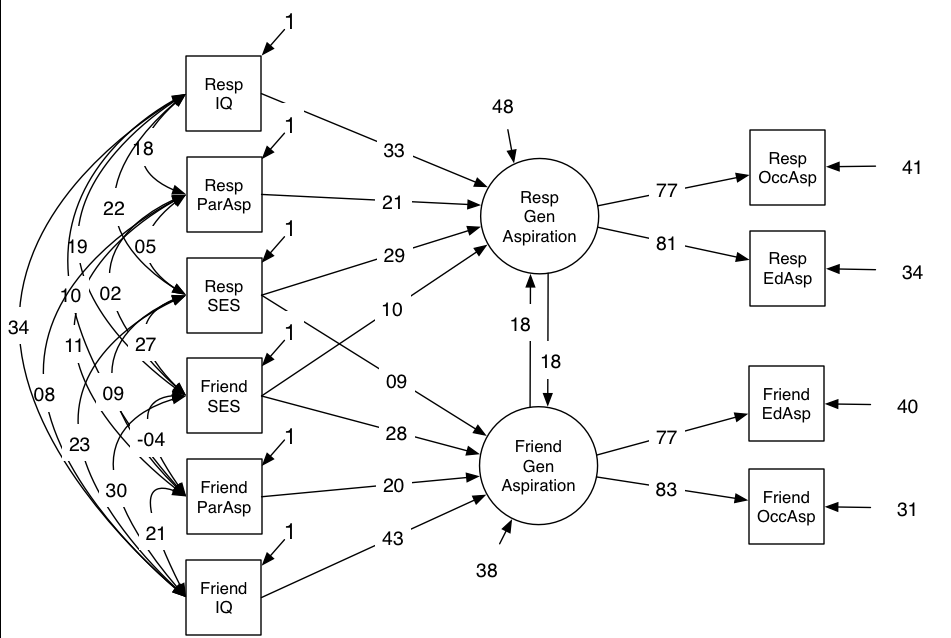 1
Resp
IQ
18
1
33
48
Resp
ParAsp
22
21
Resp
Gen
Aspiration
77
Resp
OccAsp
41
1
19
05
Resp
SES
29
81
Resp
EdAsp
34
10
02
10
34
11
27
1
18
18
Friend
SES
09
08
09
23
-04
28
1
Friend
Gen
Aspiration
77
Friend
EdAsp
40
30
Friend
ParAsp
20
83
Friend
OccAsp
31
21
1
43
38
Friend
IQ